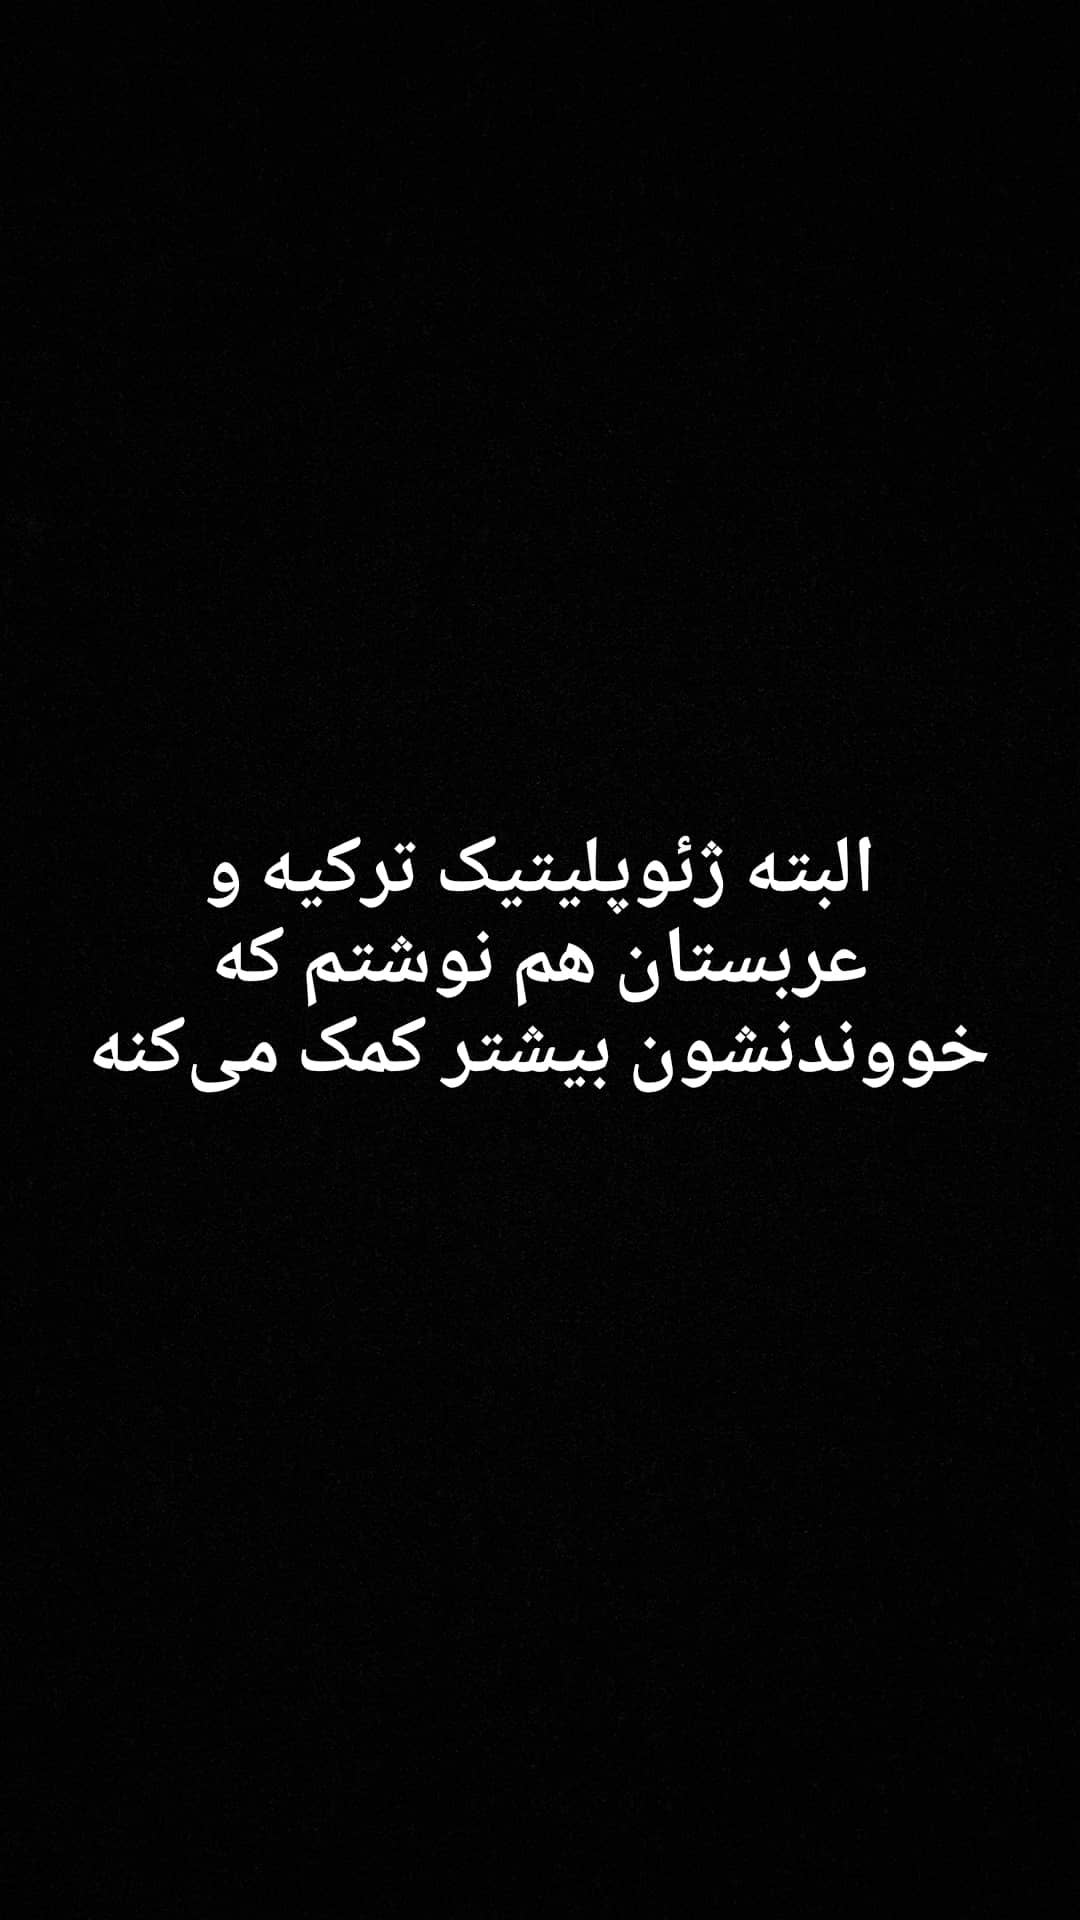 البته ژئوپلیتیک ترکیه و
عربستان هم نوشتم که
خووندنشون بیشتر کمک می‌کنه